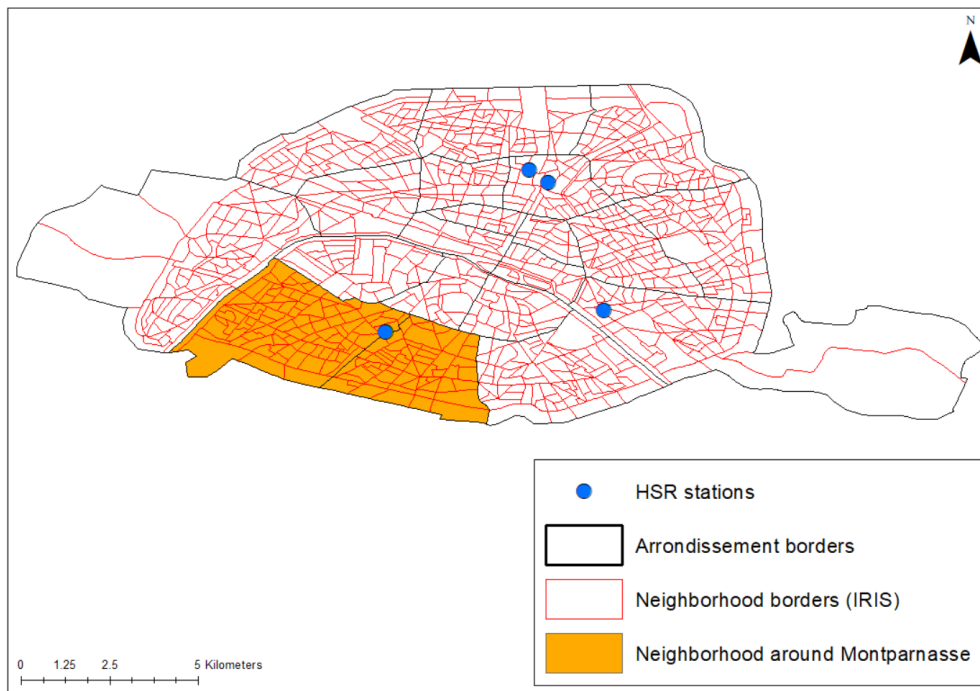 N
HSR stations
Arrondissement borders
Neighborhood borders (IRIS)
Neighborhood around Montparnasse
0 1.25 2.5 5 Kilometers